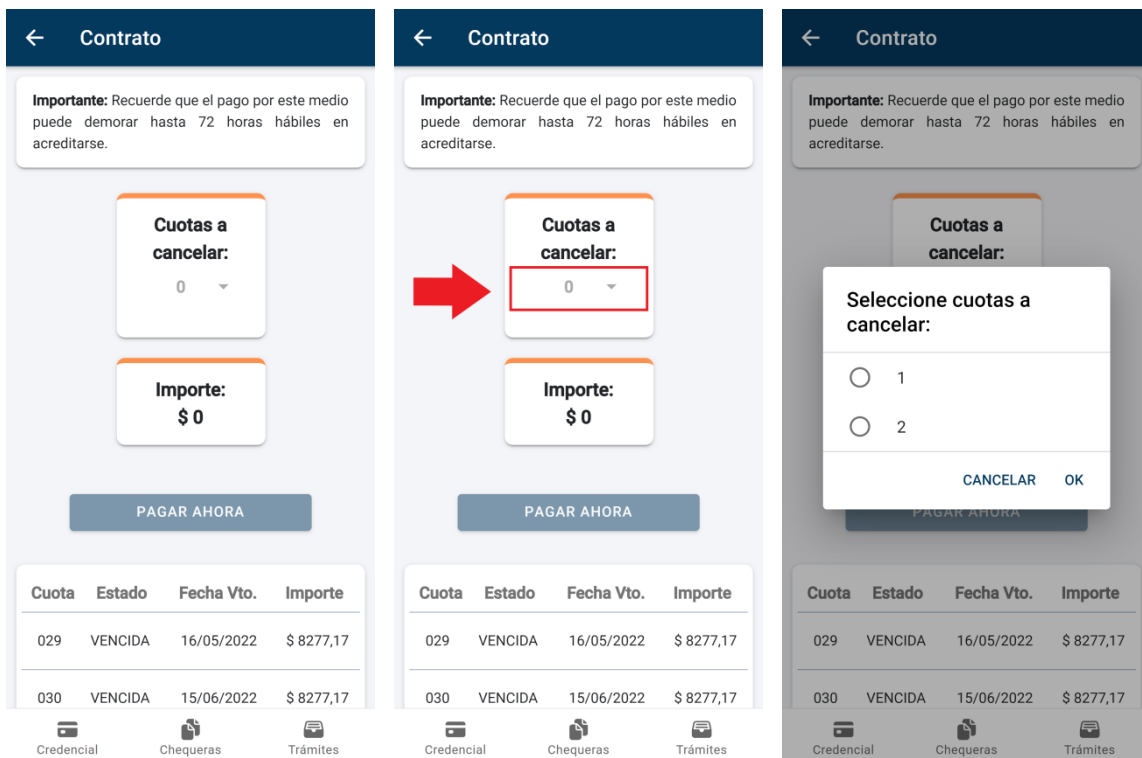 Contrato
Importante: Recuerde que el pago por este medio
puede demorar hasta 72 horas hábiles en
acreditarse.
Cuotas a
cancelar:
0
Importe:
$ 0
PAGAR AHORA
Cuota Estado Fecha Vto. Importe
029 VENCIDA 16/05/2022 $ 8277,17
030 VENCIDA 15/06/2022 $ 8277,17
Credencial Chequeras Trámites
Contrato
Importante: Recuerde que el pago por este medio
puede demorar hasta 72 horas hábiles en
acreditarse.
Cuotas a
cancelar:
0
Importe:
$ 0
PAGAR AHORA
Cuota Estado Fecha Vto. Importe
029 VENCIDA 16/05/2022 $ 8277,17
030 VENCIDA 15/06/2022 $ 8277,17
Credencial Chequeras Trámites
Contrato
Importante: Recuerde que el pago por este medio
puede demorar hasta 72 horas hábiles en
acreditarse.
Cuotas a
cancelar:
Seleccione cuotas a
cancelar:
1
2
CANCELAR OK
PAGAR AHORA
Cuota Estado Fecha Vto. Importe
029 VENCIDA 16/05/2022 $ 8277,17
030 VENCIDA 15/06/2022 $ 8277,17
Credencial Chequeras Trámites